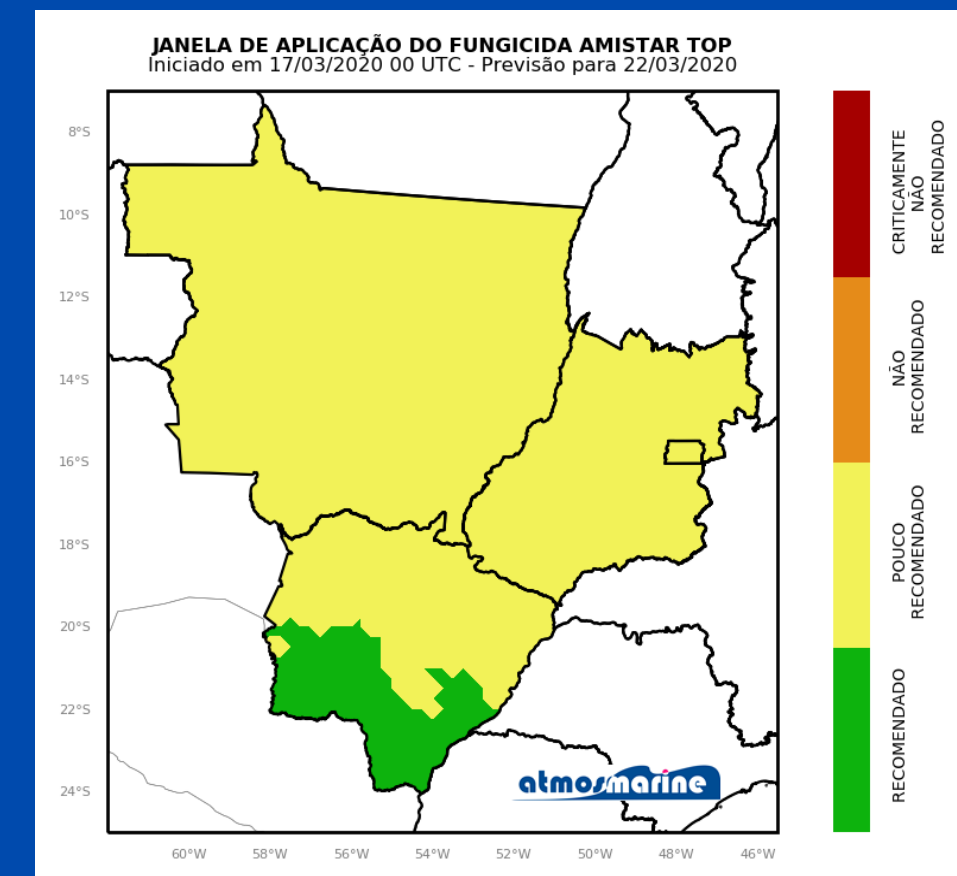 JANELA DE APLICAÇÃO DO FUNGICIDA AMISTAR TOP
Iniciado em 17/03/2020 00 UTC - Previsão para 22/03/2020
8°S
10°S
12°S
14°S
16°S
18°S
20°S
22°S
24°S
60°W
58°W
56°W
54°W
52°W
50°W
48°W
46°W
atmosmarine
CRITICAMENTE
NÃO
RECOMENDADO
NÃO
RECOMENDADO
POUCO
RECOMENDADO
RECOMENDADO